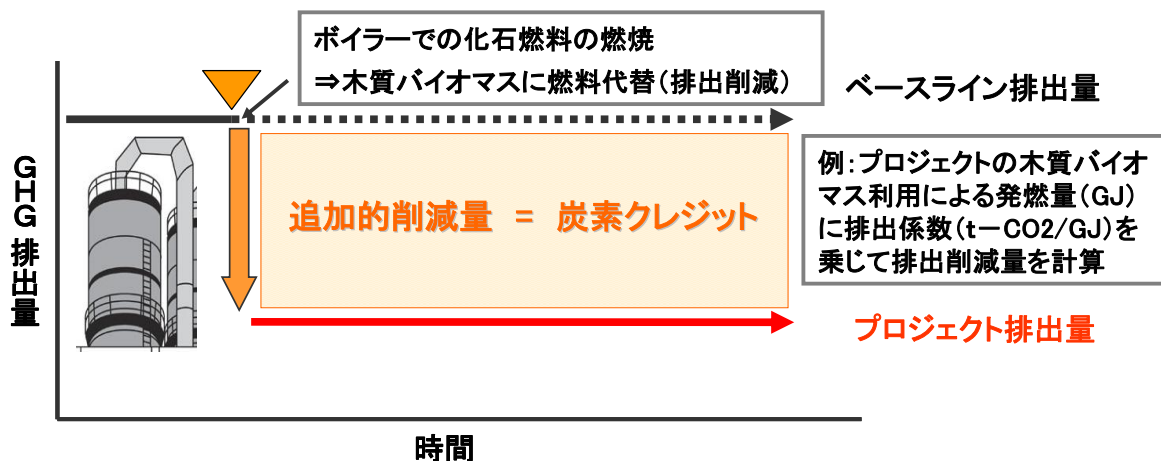 ボイラーでの化石燃料の燃焼
⇒木質バイオマスに燃料代替（排出削減）
ベースライン排出量
GHG排出量
追加的削減量 = 炭素クレジット
例：プロジェクトの木質バイオ
マス利用による発燃量（GJ）
に排出係数（t－CO2/GJ）を
乗じて排出削減量を計算
プロジェクト排出量
時間